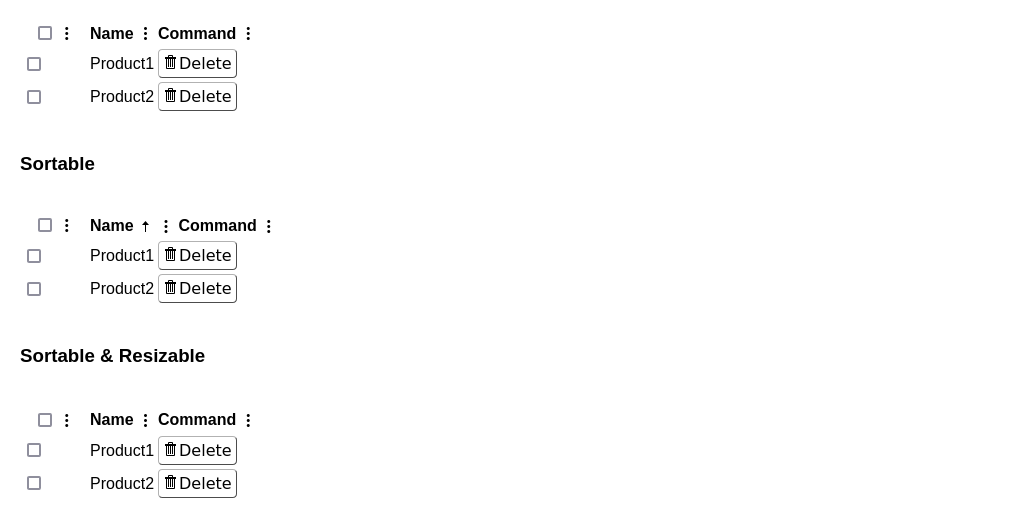 Name Command
Product1 Delete
Product2 Delete
Sortable
Name ↑ Command
Product1 Delete
Product2 Delete
Sortable & Resizable
Name Command
Product1 Delete
Product2 Delete